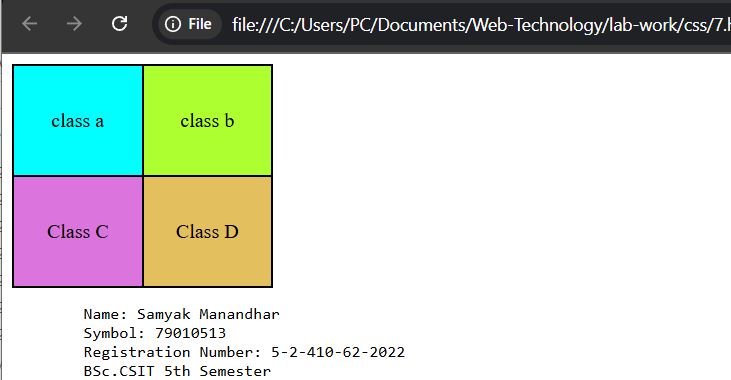 File file:///C:/Users/PC/Documents/Web-Technology/lab-work/css/7.h
class a class b
Class C Class D
Name: Samyak Manandhar
Symbol: 79010513
Registration Number: 5-2-410-62-2022
BSc.CSIT 5th Semester